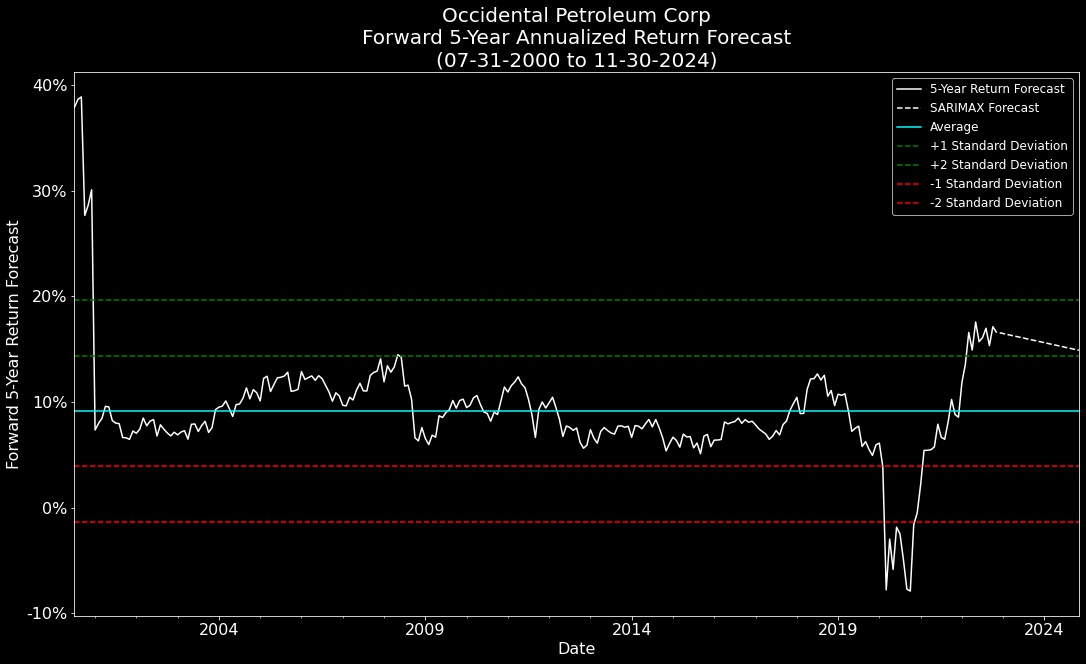 Occidental Petroleum Corp
Forward 5-Year Annualized Return Forecast
(07-31-2000 to 11-30-2024)
5-Year Return Forecast
SARIMAX Forecast
Average
+1 Standard Deviation
+2 Standard Deviation
-1 Standard Deviation
-2 Standard Deviation
Forward 5-Year Return Forecast
40%
30%
20%
10%
0%
-10%
2004
2009
2014
2019
2024
Date